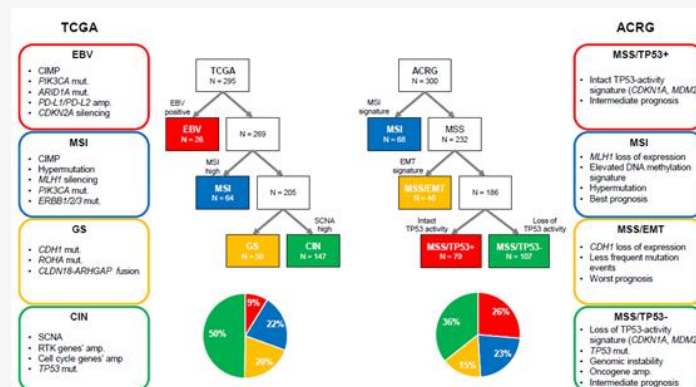 TCGA
EBV
• CIMP
• PIK3CA mut.
• ARID1A mut.
• PD-L1/PD-L2 amp.
• CDKN2A silencing
MSI
• CIMP
• Hypermutation
• MLH1 silencing
• PIK3CA mut.
• ERBB1/2/3 mut.
GS
• CDH1 mut.
• ROHA mut.
• CLDN18-ARHGAP fusion
CIN
• SCNA
• RTK genes' amp.
• Cell cycle genes' amp
• TP53 mut.
TCGA
N = 295
EBV
positive
EBV
N = 26
N = 269
MSI
high
MSI
N = 64
N = 205
SCNA
high
GS
N = 58
CIN
N = 147
9%
22%
20%
50%
ACRG
N = 300
MSI
signature
MSI
N = 68
MSS
N = 232
EMT
signature
MSS/EMT
N = 46
N = 186
Intact
TP53 activity
Loss of
TP53 activity
MSS/TP53+
N = 79
MSS/TP53-
N = 107
26%
23%
15%
36%
ACRG
MSS/TP53+
• Intact TP53-activity
signature (CDKN1A, MDM2
• Intermediate prognosis
MSI
• MLH1 loss of expression
• Elevated DNA methylation
signature
• Hypermutation
• Best prognosis
MSS/EMT
• CDH1 loss of expression
• Less frequent mutation
events
• Worst prognosis
MSS/TP53-
• Loss of TP53-activity
signature (CDKN1A, MDM2
• TP53 mut.
• Genomic instability
• Oncogene amp.
• Intermediate prognosis